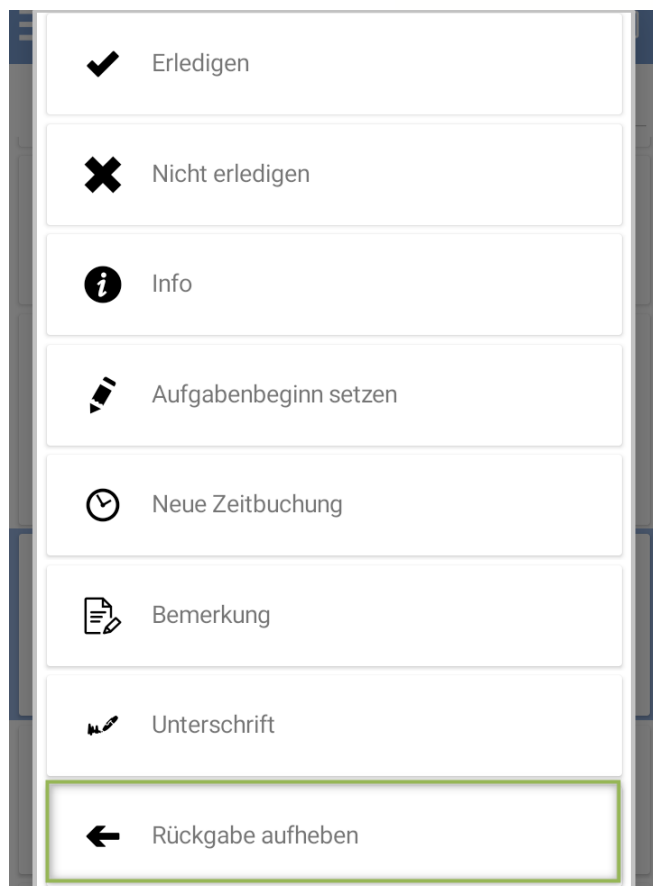 Erledigen
Nicht erledigen
Info
Aufgabenbeginn setzen
Neue Zeitbuchung
Bemerkung
Unterschrift
Rückgabe aufheben